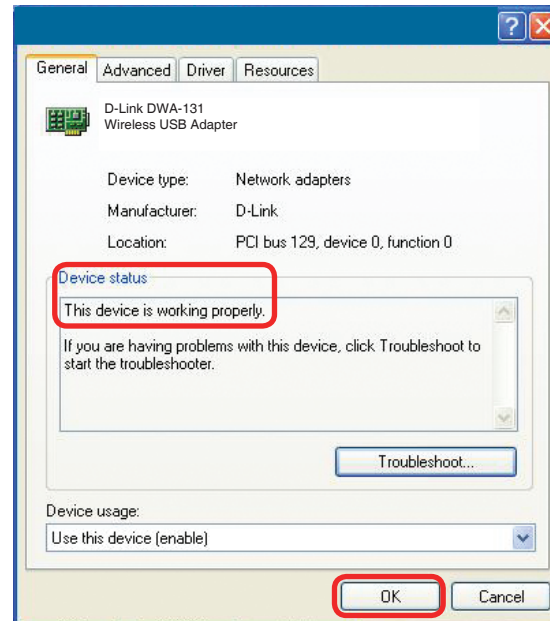 ?
General Advanced Driver Resources
D-Link DWA-131
Wireless USB Adapter
Device type: Network adapters
Manufacturer: D-Link
Location: PCI bus 129, device 0, function 0
Device status
This device is working properly.
If you are having problems with this device, click Troubleshoot to
start the troubleshooter.
Troubleshoot...
Device usage:
Use this device (enable)
OK Cancel